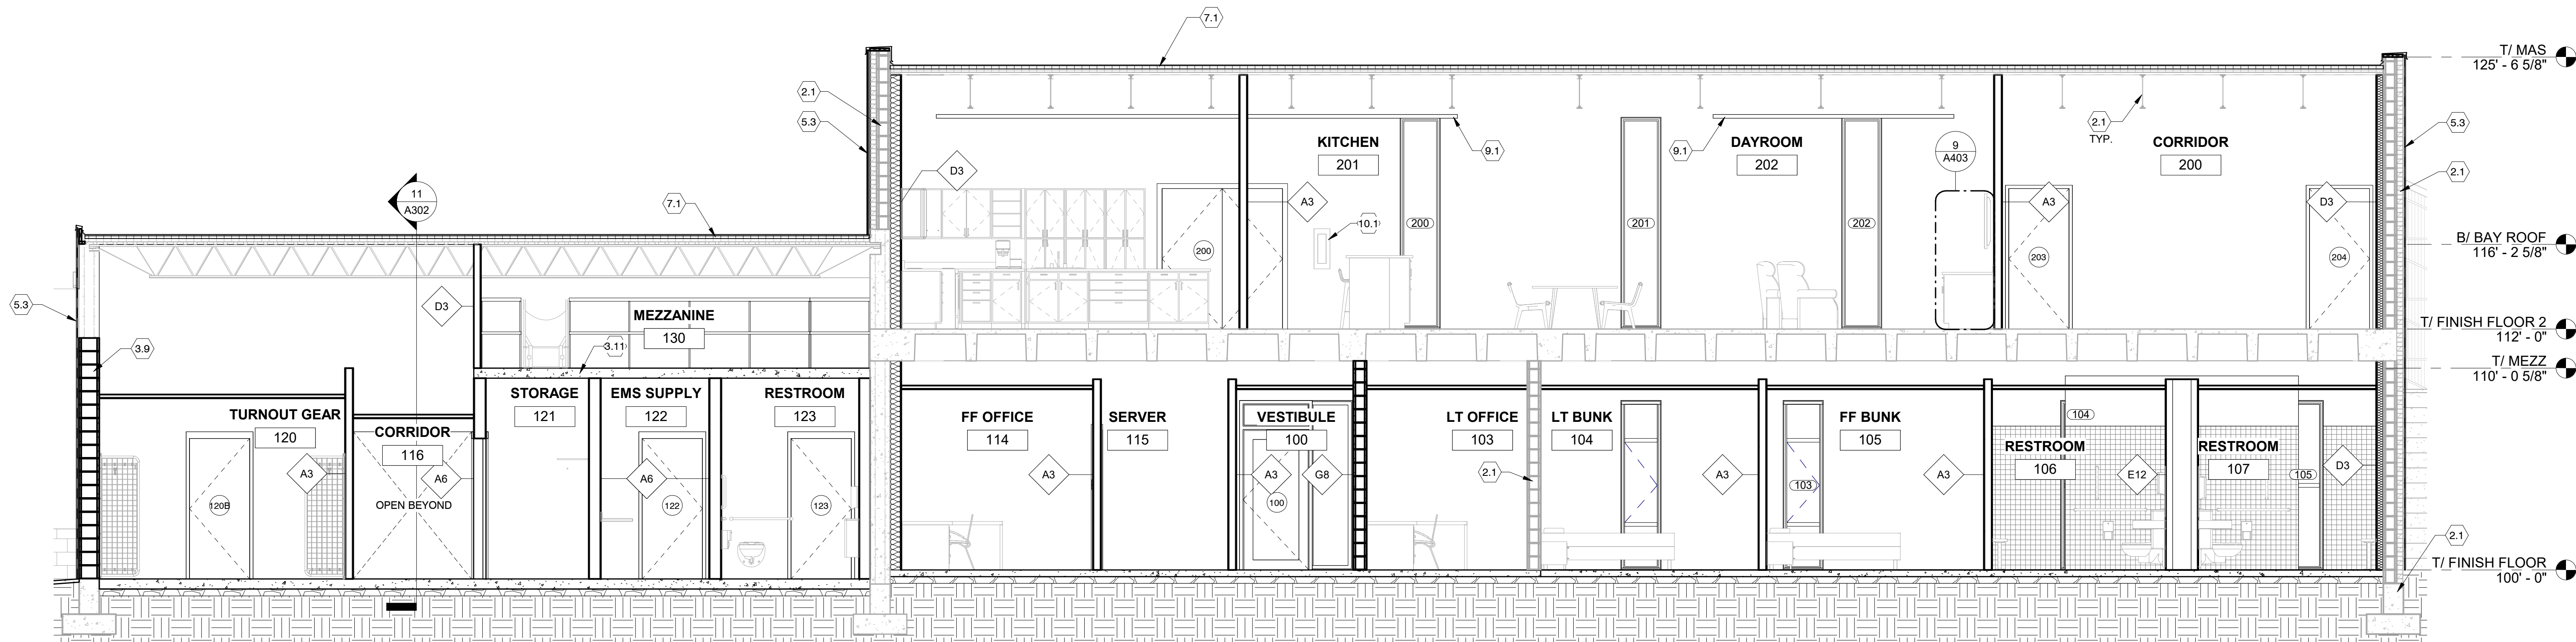 7.1
T/ MAS
125' - 6 5/8"
2.1
5.3
2.1
TYP.
5.3
KITCHEN
201
9.1
9.1
DAYROOM
202
9
A403
CORRIDOR
200
2.1
D3
11
A302
7.1
A3
A3
D3
200
10.1
200
201
202
203
204
B/ BAY ROOF
116' - 2 5/8"
5.3
D3
MEZZANINE
130
T/ FINISH FLOOR 2
112' - 0"
3.9
3.11
T/ MEZZ
110' - 0 5/8"
STORAGE
121
EMS SUPPLY
122
RESTROOM
123
TURNOUT GEAR
120
CORRIDOR
116
FF OFFICE
114
SERVER
115
VESTIBULE
100
LT OFFICE
103
LT BUNK
104
FF BUNK
105
104
RESTROOM
106
RESTROOM
107
A3
A6
A6
A3
A3
G8
2.1
A3
103
A3
E12
105
D3
OPEN BEYOND
120B
122
123
100
2.1
T/ FINISH FLOOR
100' - 0"